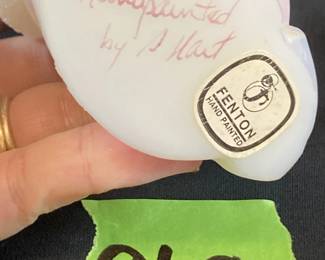 Handpainted
by S Hart
FENTON
HAND PAINTED